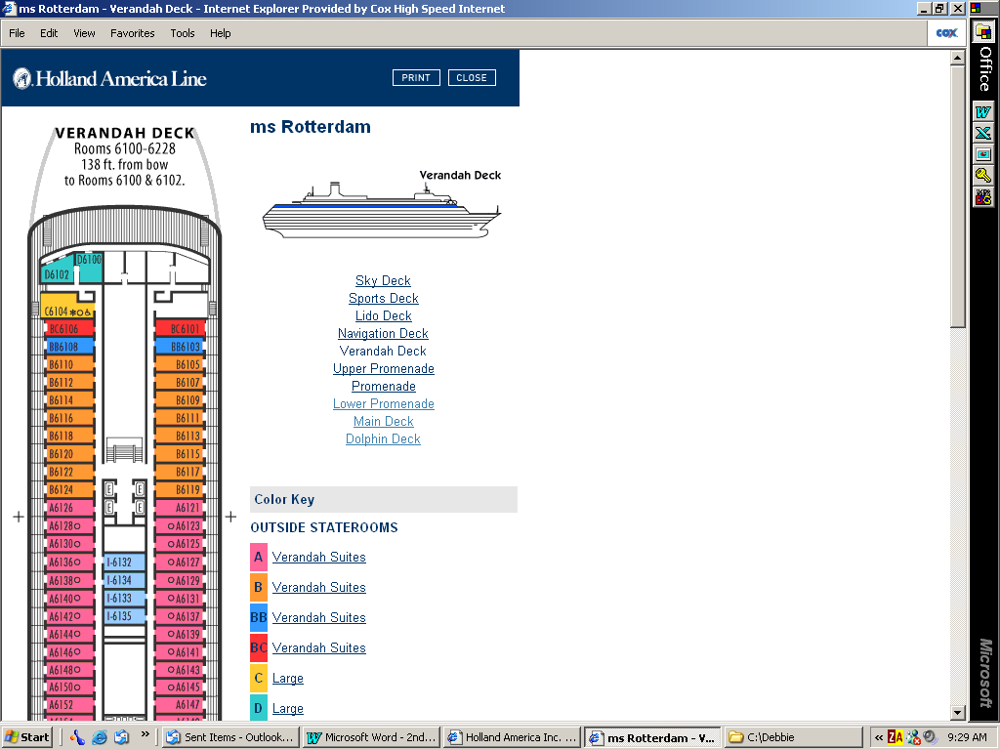 ms Rotterdam - Verandah Deck - Internet Explorer Provided by Cox High Speed Internet
File Edit View Favorites Tools Help
cox
Office
Holland America Line
PRINT CLOSE
VERANDAH DECK
Rooms 6100-6228
138 ft. from bow
to Rooms 6100 & 6102.
ms Rotterdam
Verandah Deck
Sky Deck
Sports Deck
Lido Deck
Navigation Deck
Verandah Deck
Upper Promenade
Promenade
Lower Promenade
Main Deck
Dolphin Deck
D6100
D6102
C6104
BC6106 BC6101
BB6108 BB6103
B6110 B6105
B6112 B6107
B6114 B6109
B6116 B6111
B6118 B6113
B6120 B6115
B6122 B6117
B6124 E E B6119
A6126 E E A6121
A6128 A6123
A6130 A6125
A6136 I-6132 A6127
A6138 I-6134 A6129
A6140 I-6133 A6131
A6142 I-6135 A6137
A6144 A6139
A6146 A6141
A6148 A6143
A6150 A6145
A6152 A6147
Color Key
OUTSIDE STATEROOMS
A Verandah Suites
B Verandah Suites
BB Verandah Suites
BC Verandah Suites
C Large
D Large
Microsoft
Start » Sent Items - Outlook... Microsoft Word - 2nd... Holland America Inc. ... ms Rotterdam - V... C:\Debbie « ZA 9:29 AM